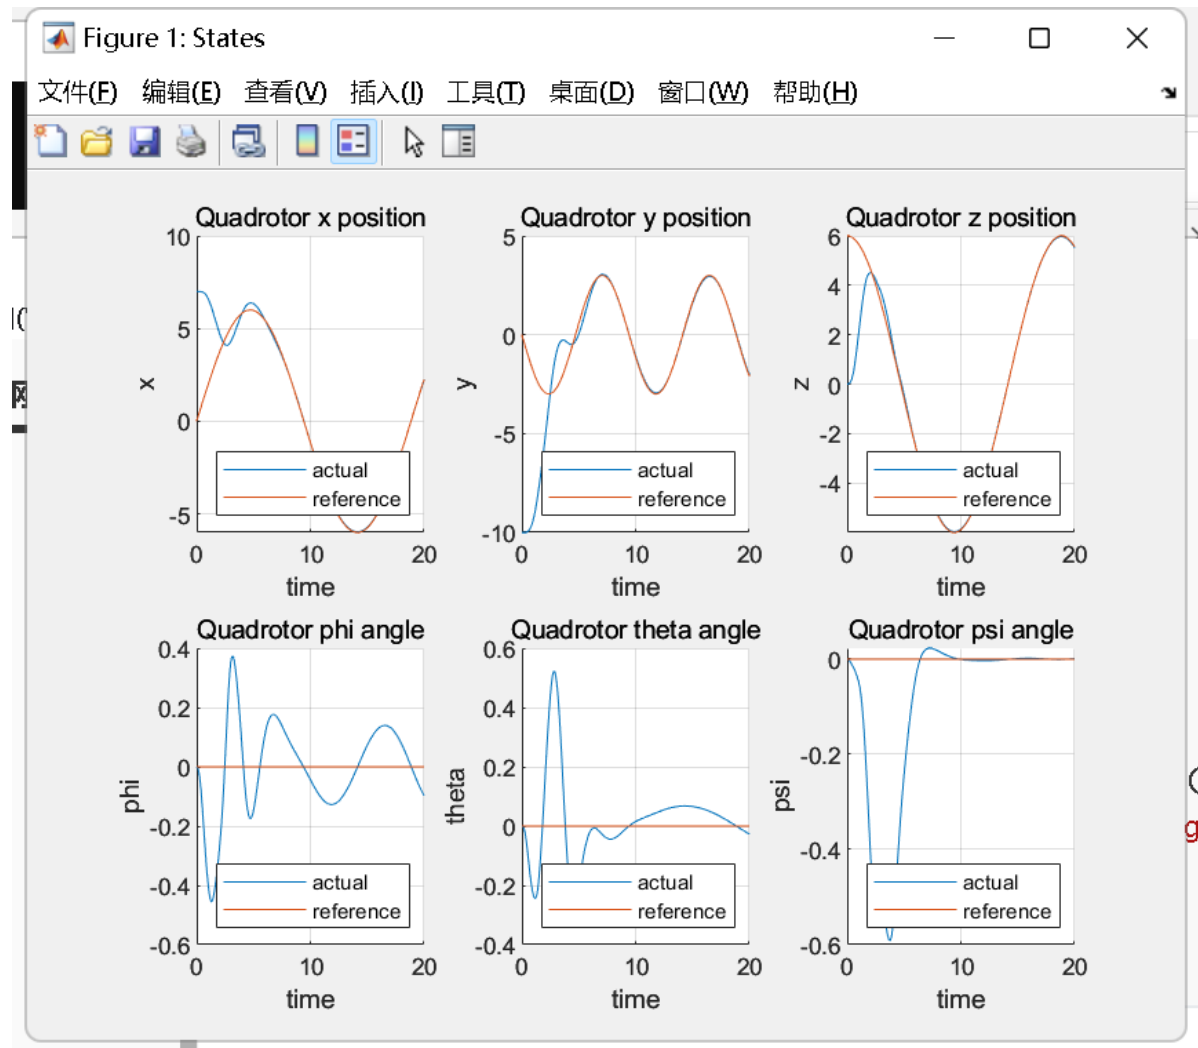 Figure 1: States
文件(F) 编辑(E) 查看(V) 插入(I) 工具(T) 桌面(D) 窗口(W) 帮助(H)
Quadrotor x position
10
5
0
-5
x
actual
reference
0 10 20
time
Quadrotor y position
5
0
-5
-10
y
actual
reference
0 10 20
time
Quadrotor z position
6
4
2
0
-2
-4
z
actual
reference
0 10 20
time
Quadrotor phi angle
0.4
0.2
0
-0.2
-0.4
-0.6
phi
actual
reference
0 10 20
time
Quadrotor theta angle
0.6
0.4
0.2
0
-0.2
-0.4
theta
actual
reference
0 10 20
time
Quadrotor psi angle
0
-0.2
-0.4
-0.6
psi
actual
reference
0 10 20
time